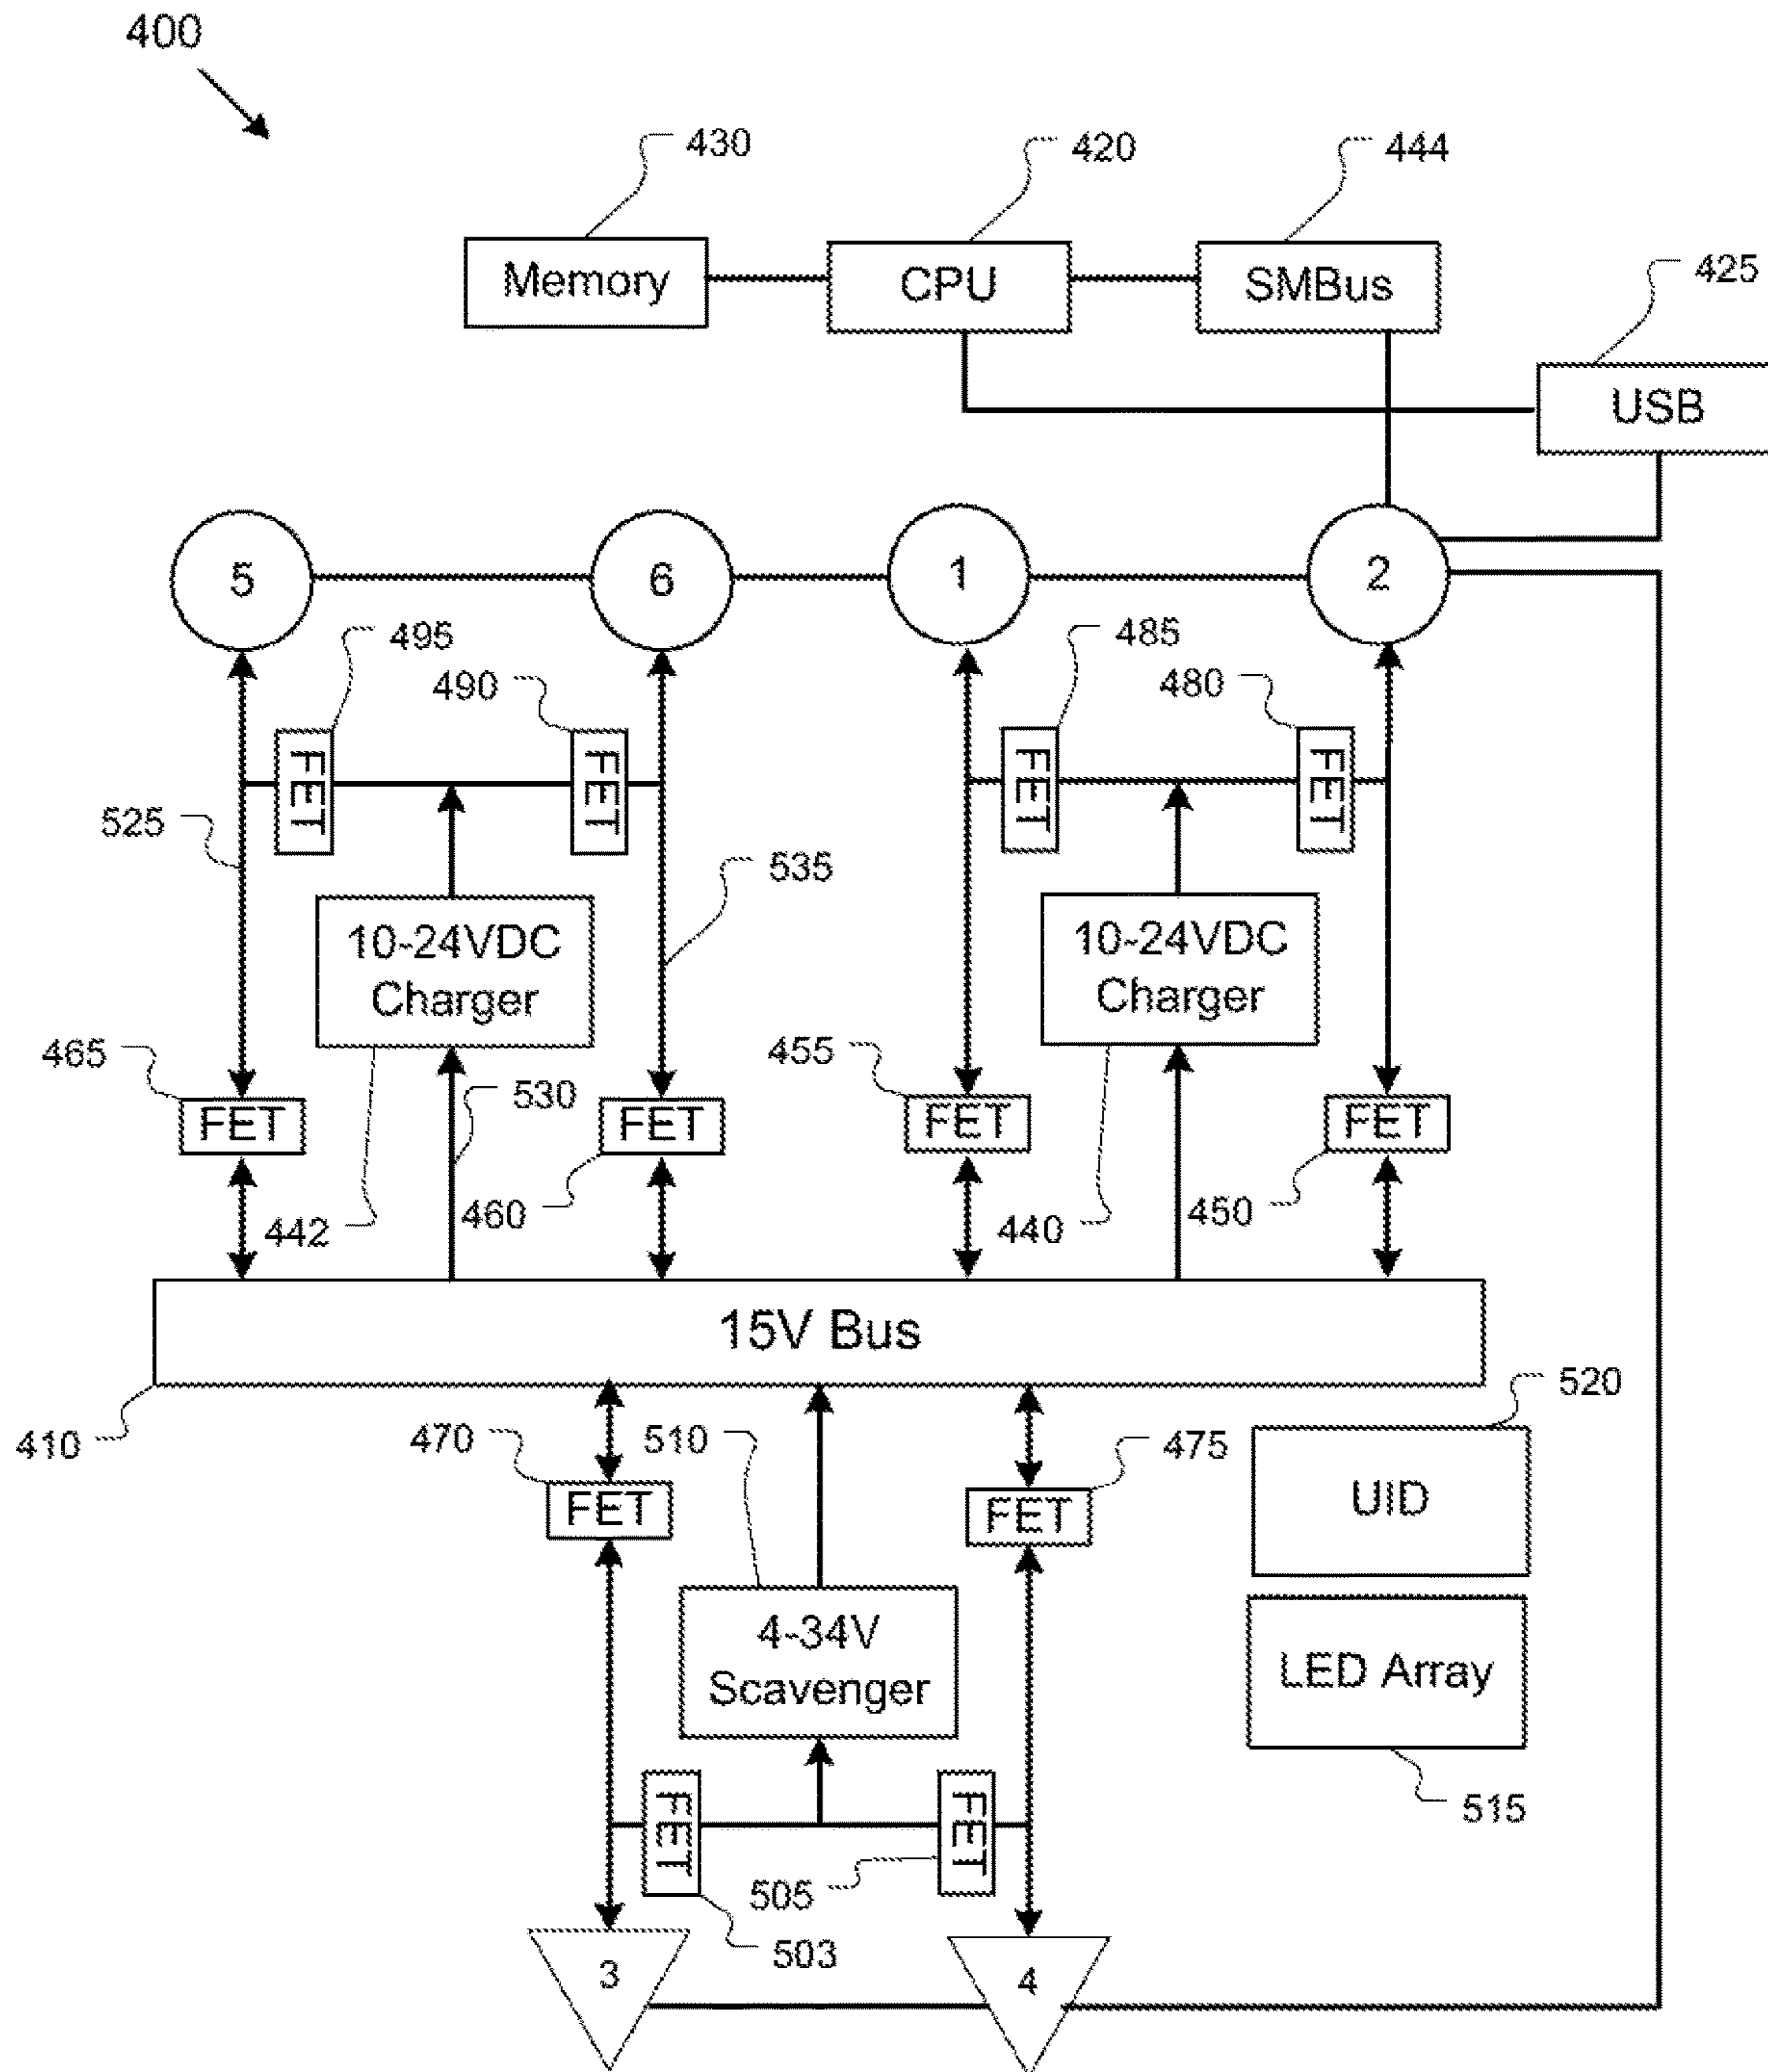 400
430
420
444
Memory
CPU
SMBus
425
USB
5
6
1
2
495
490
485
480
FET
FET
FET
FET
525
535
10-24VDC
Charger
10-24VDC
Charger
465
455
530
FET
FET
FET
FET
442
460
440
450
15V Bus
410
470
510
475
520
FET
FET
UID
4-34V
Scavenger
LED Array
FET
FET
505
503
515
3
4